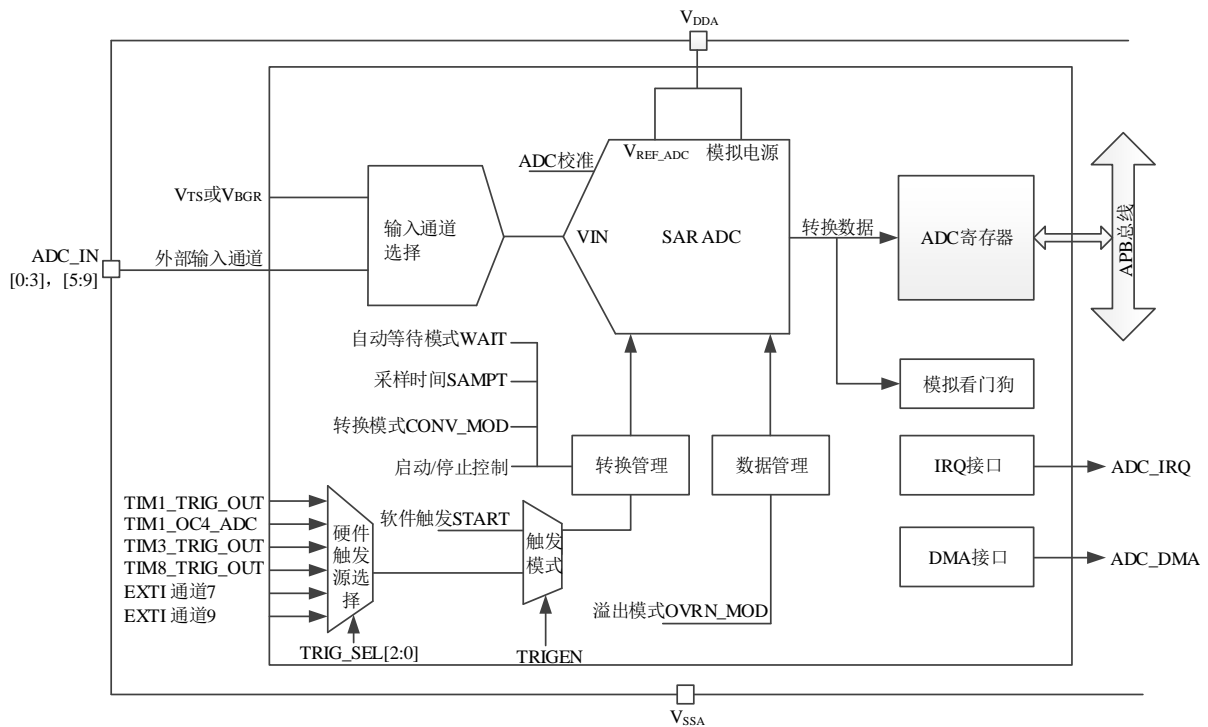 VDDA
VREF_ADC 模拟电源
ADC校准
VTS或VBGR
输入通道
选择
VIN
SAR ADC
转换数据
ADC寄存器
APB总线
ADC_IN
[0:3]，[5:9]
外部输入通道
自动等待模式WAIT
采样时间SAMPT
转换模式CONV_MOD
启动/停止控制
转换管理
数据管理
模拟看门狗
IRQ接口
ADC_IRQ
DMA接口
ADC_DMA
TIM1_TRIG_OUT
TIM1_OC4_ADC
TIM3_TRIG_OUT
TIM8_TRIG_OUT
EXTI 通道7
EXTI 通道9
硬件
触发
源选
择
软件触发START
触发
模式
溢出模式OVRN_MOD
TRIG_SEL[2:0]
TRIGEN
VSSA